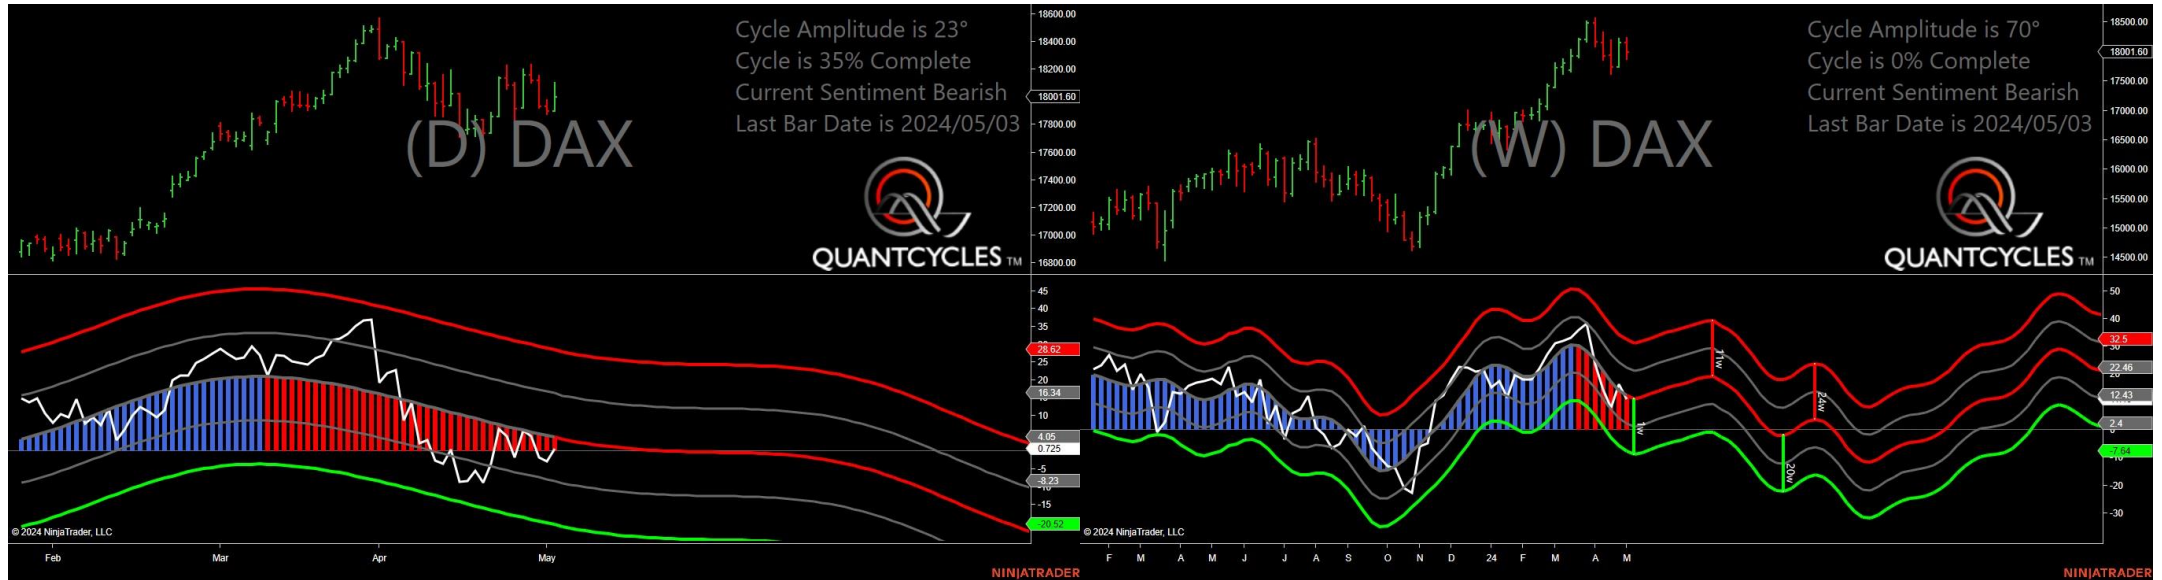 Cycle Amplitude is 23°
Cycle is 35% Complete
Current Sentiment Bearish
Last Bar Date is 2024/05/03
(D) DAX
QUANTCYCLES TM
18600.00
18400.00
18200.00
18001.60
17800.00
17600.00
17400.00
17200.00
17000.00
16800.00
45
40
35
28.62
25
20
16.34
10
4.05
0.725
-5
-8.23
-15
-20.52
© 2024 NinjaTrader, LLC
Feb Mar Apr May
NINJATRADER
Cycle Amplitude is 70°
Cycle is 0% Complete
Current Sentiment Bearish
Last Bar Date is 2024/05/03
(W) DAX
QUANTCYCLES TM
18500.00
18001.60
17500.00
17000.00
16500.00
16000.00
15500.00
15000.00
14500.00
50
40
32.5
22.46
12.43
2.4
-7.64
-20
-30
11w
24w
1w
20w
© 2024 NinjaTrader, LLC
F M A M J J A S O N D 24 F M A M
NINJATRADER